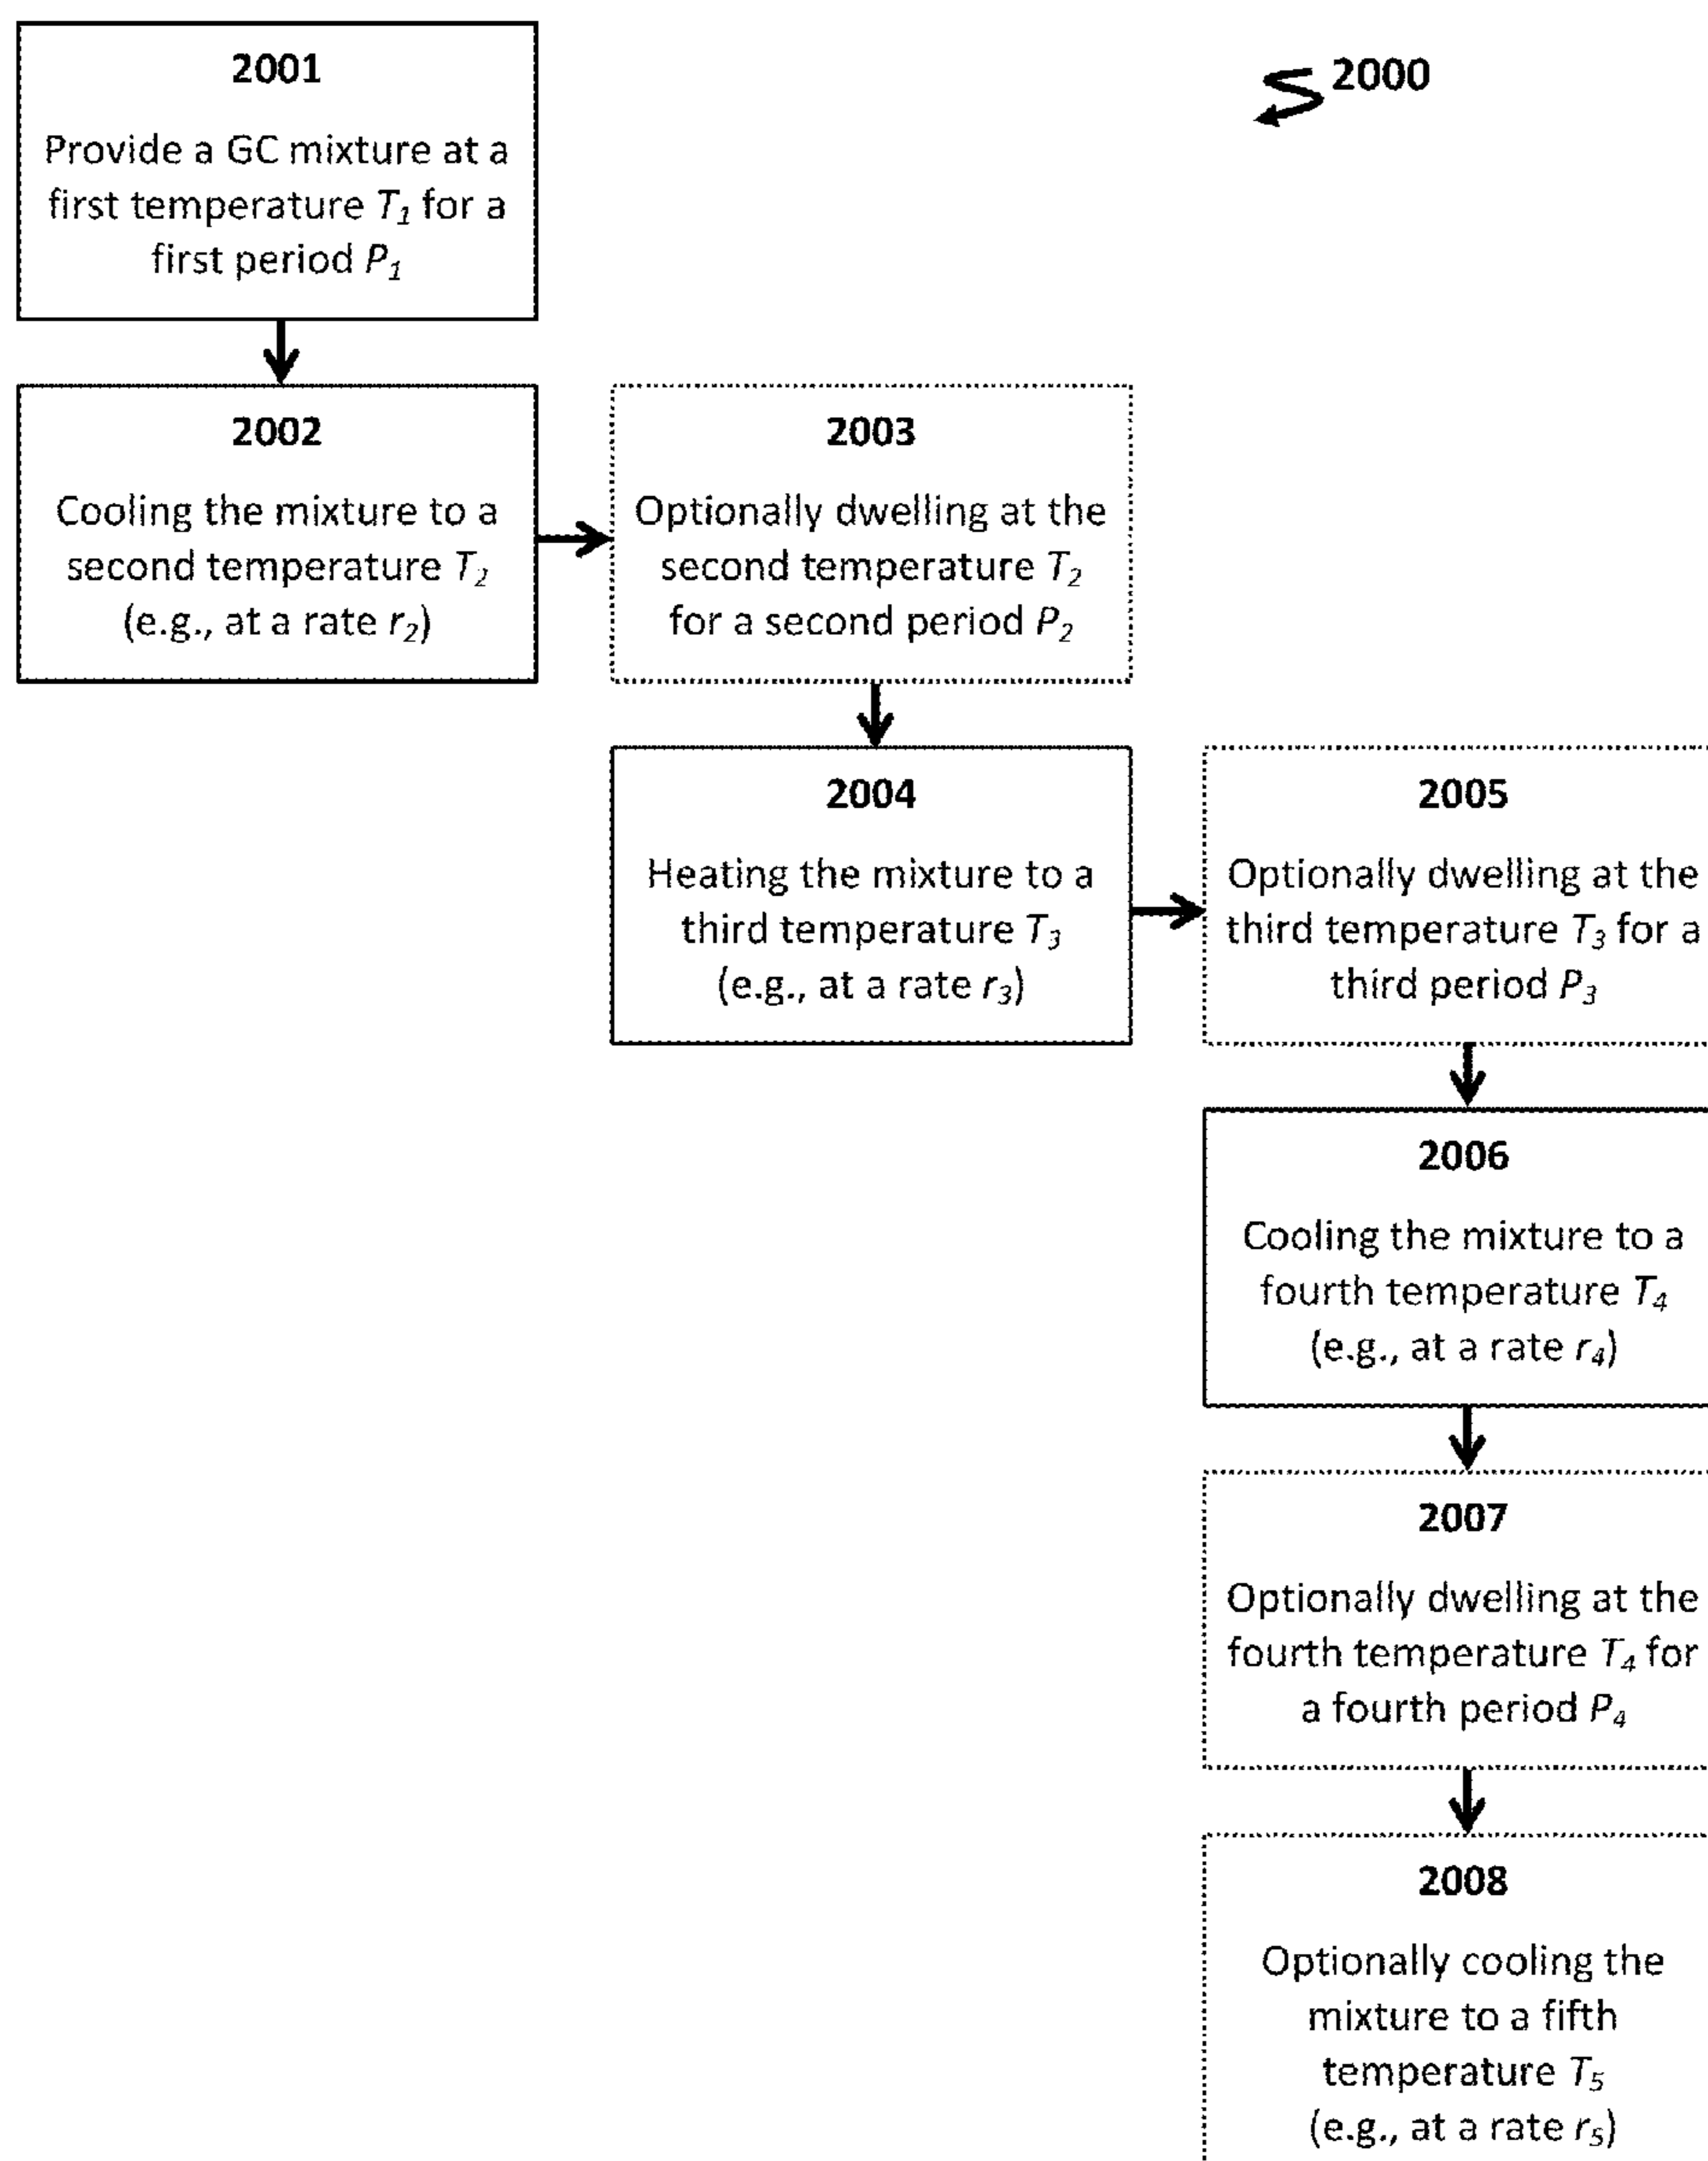 2000
2001
Provide a GC mixture at a
first temperature T₁ for a
first period P₁
2002
Cooling the mixture to a
second temperature T₂
(e.g., at a rate r₂)
2003
Optionally dwelling at the
second temperature T₂
for a second period P₂
2004
Heating the mixture to a
third temperature T₃
(e.g., at a rate r₃)
2005
Optionally dwelling at the
third temperature T₃ for a
third period P₃
2006
Cooling the mixture to a
fourth temperature T₄
(e.g., at a rate r₄)
2007
Optionally dwelling at the
fourth temperature T₄ for
a fourth period P₄
2008
Optionally cooling the
mixture to a fifth
temperature T₅
(e.g., at a rate r₅)